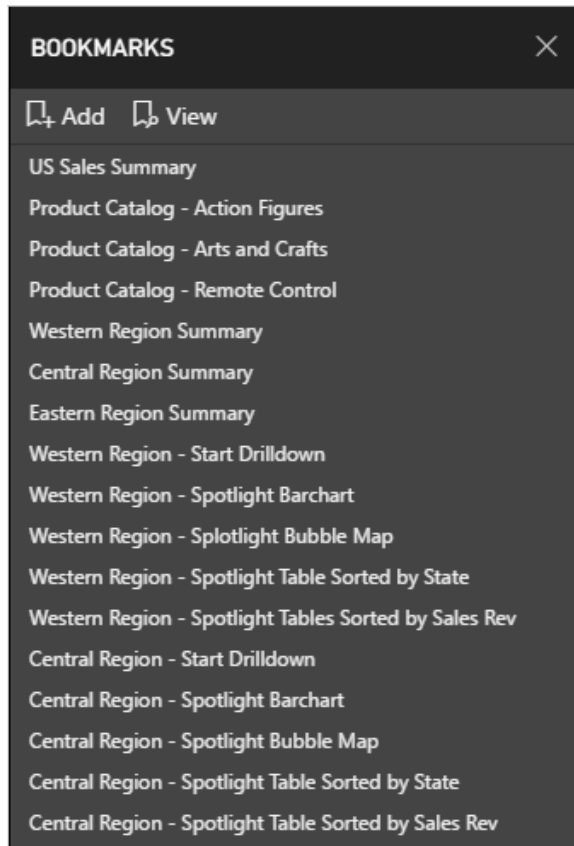 BOOKMARKS
Add View
US Sales Summary
Product Catalog - Action Figures
Product Catalog - Arts and Crafts
Product Catalog - Remote Control
Western Region Summary
Central Region Summary
Eastern Region Summary
Western Region - Start Drilldown
Western Region - Spotlight Barchart
Western Region - Splotlight Bubble Map
Western Region - Spotlight Table Sorted by State
Western Region - Spotlight Tables Sorted by Sales Rev
Central Region - Start Drilldown
Central Region - Spotlight Barchart
Central Region - Spotlight Bubble Map
Central Region - Spotlight Table Sorted by State
Central Region - Spotlight Table Sorted by Sales Rev